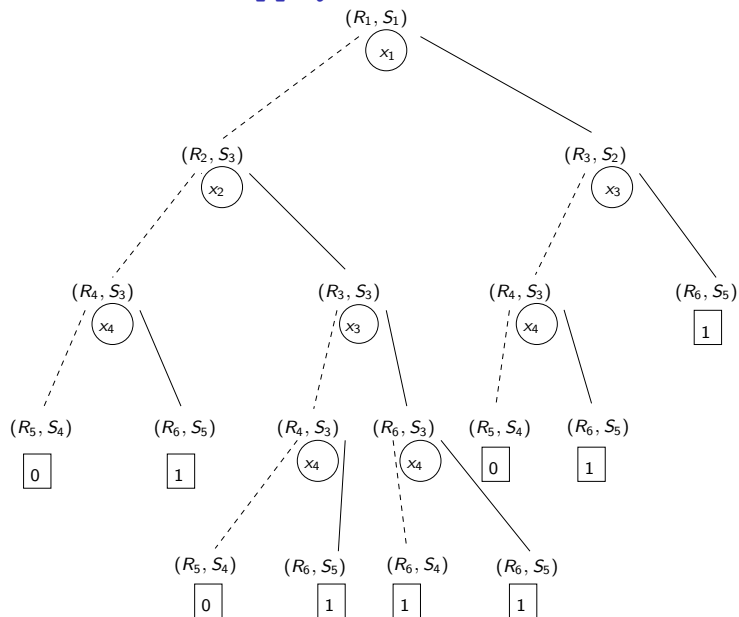 (R₁, S₁)
x₁
(R₂, S₃)
(R₃, S₂)
x₂
x₃
(R₄, S₃)
(R₃, S₃)
(R₄, S₃)
(R₆, S₅)
x₄
x₃
x₄
1
(R₅, S₄)
(R₆, S₅)
(R₄, S₃)
(R₆, S₃)
(R₅, S₄)
(R₆, S₅)
0
1
x₄
x₄
0
1
(R₅, S₄)
(R₆, S₅)
(R₆, S₄)
(R₆, S₅)
0
1
1
1